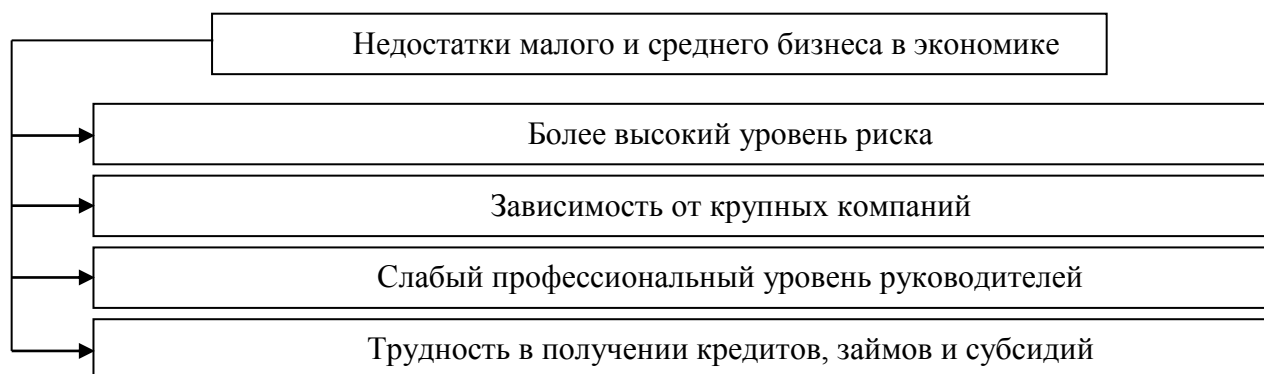 Недостатки малого и среднего бизнеса в экономике
Более высокий уровень риска
Зависимость от крупных компаний
Слабый профессиональный уровень руководителей
Трудность в получении кредитов, займов и субсидий